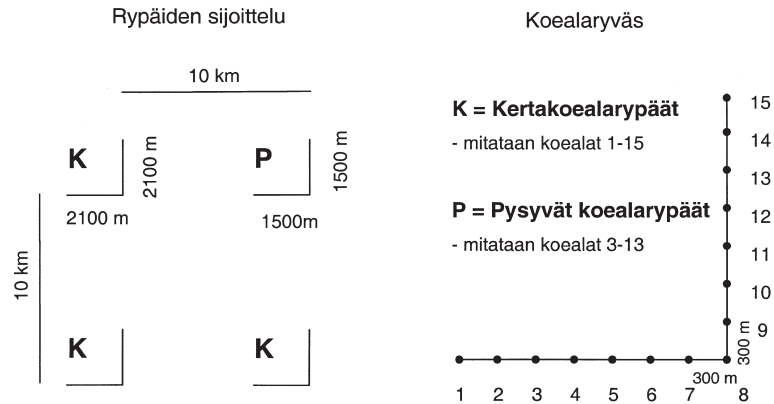 Rypäiden sijoittelu
10 km
K
2100 m
2100 m
P
1500 m
1500m
10 km
K
K
Koealaryväs
K = Kertakoealarypäät
- mitataan koealat 1-15
P = Pysyvät koealarypäät
- mitataan koealat 3-13
15
14
13
12
11
10
9
300 m
300 m
1 2 3 4 5 6 7 8